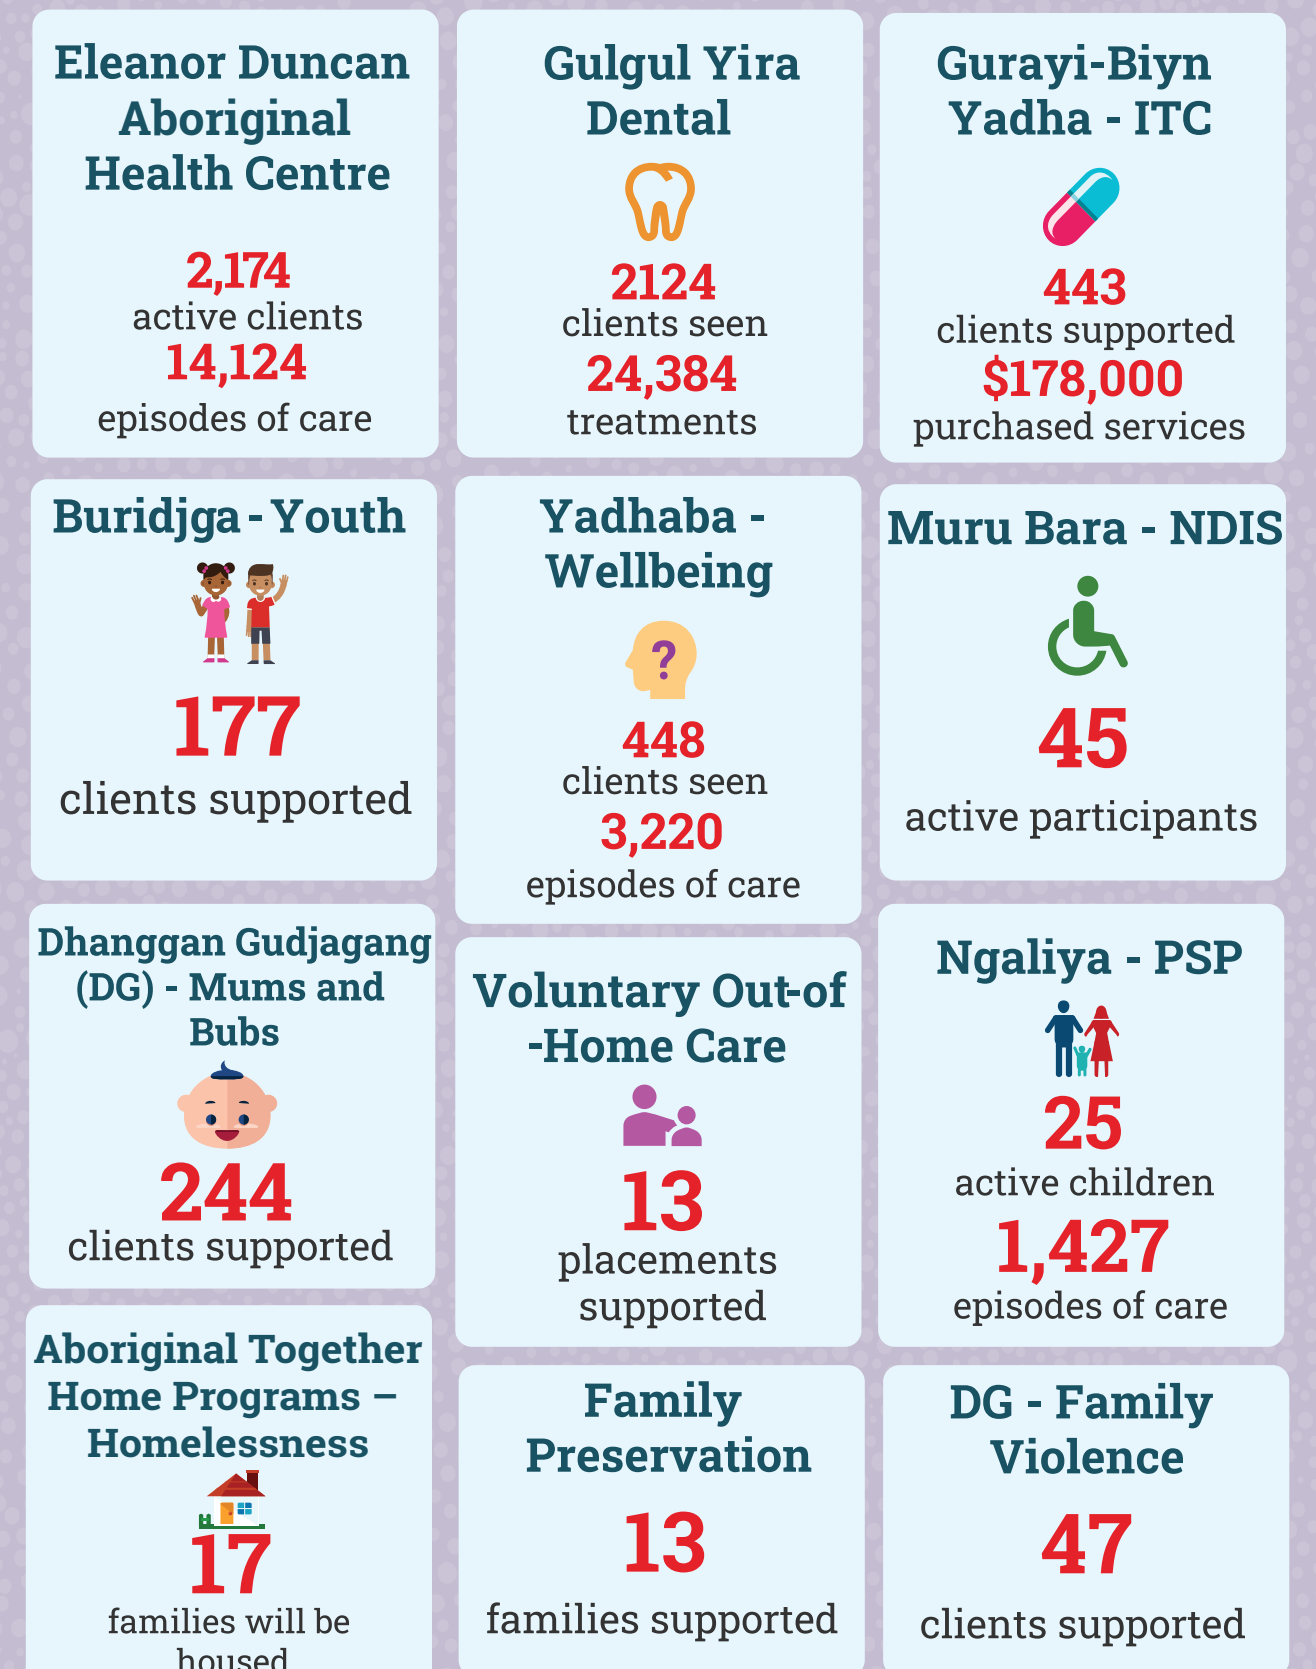 Eleanor Duncan
Aboriginal
Health Centre
2,174
active clients
14,124
episodes of care
Gulgul Yira
Dental
2124
clients seen
24,384
treatments
Gurayi-Biyn
Yadha - ITC
443
clients supported
$178,000
purchased services
Buridjga - Youth
177
clients supported
Yadhaba -
Wellbeing
?
448
clients seen
3,220
episodes of care
Muru Bara - NDIS
45
active participants
Dhanggan Gudjagang
(DG) - Mums and
Bubs
244
clients supported
Voluntary Out-of
-Home Care
13
placements
supported
Ngaliya - PSP
25
active children
1,427
episodes of care
Aboriginal Together
Home Programs –
Homelessness
17
families will be
housed
Family
Preservation
13
families supported
DG - Family
Violence
47
clients supported